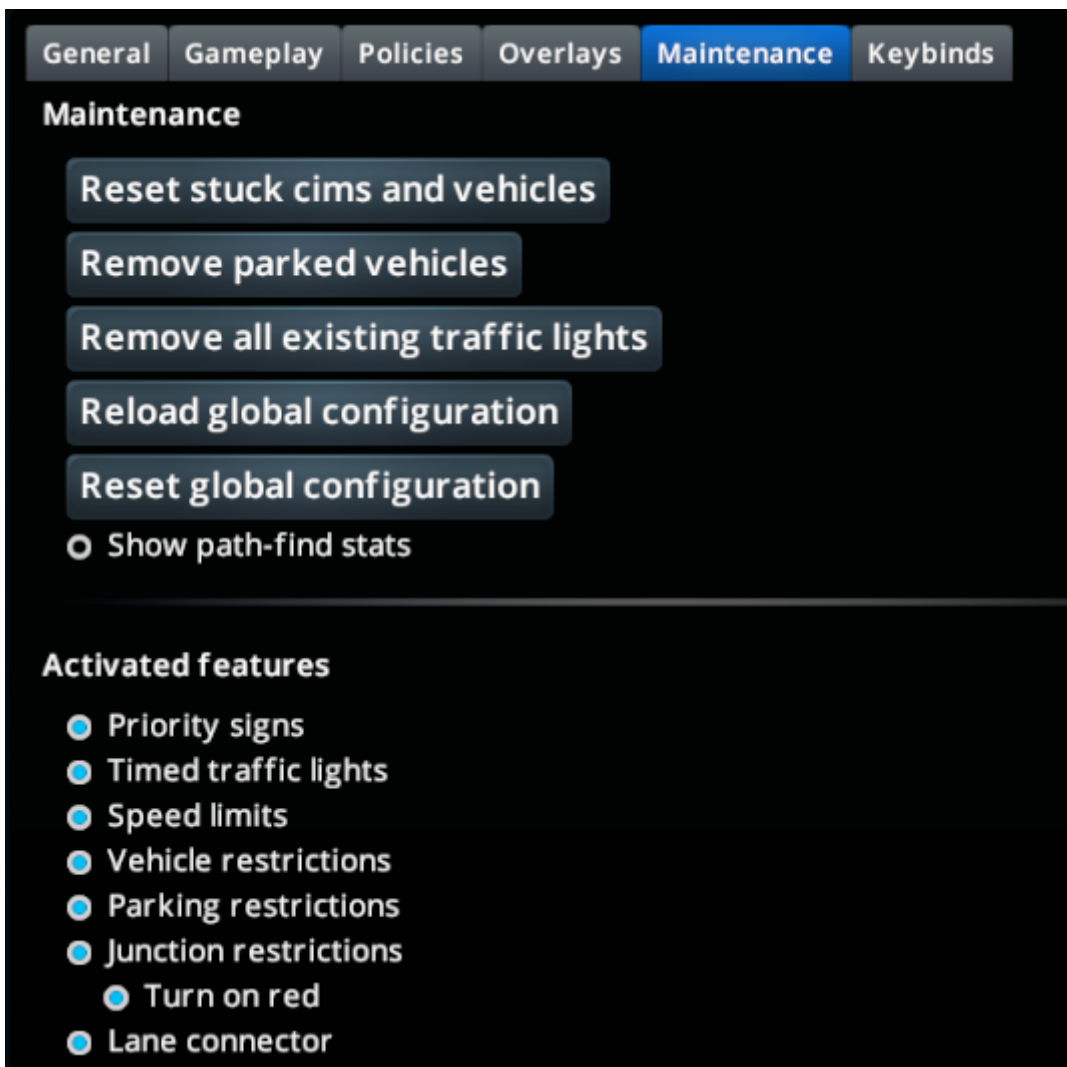 General Gameplay Policies Overlays Maintenance Keybinds
Maintenance
Reset stuck cims and vehicles
Remove parked vehicles
Remove all existing traffic lights
Reload global configuration
Reset global configuration
Show path-find stats
Activated features
Priority signs
Timed traffic lights
Speed limits
Vehicle restrictions
Parking restrictions
Junction restrictions
Turn on red
Lane connector